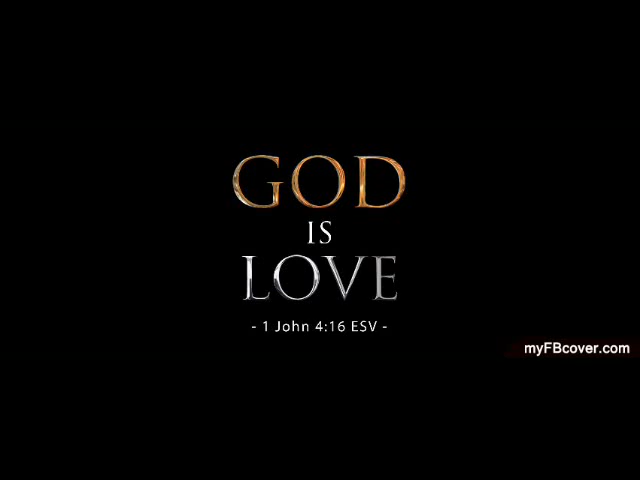 GOD
IS
LOVE
- 1 John 4:16 ESV -
myFBcover.com